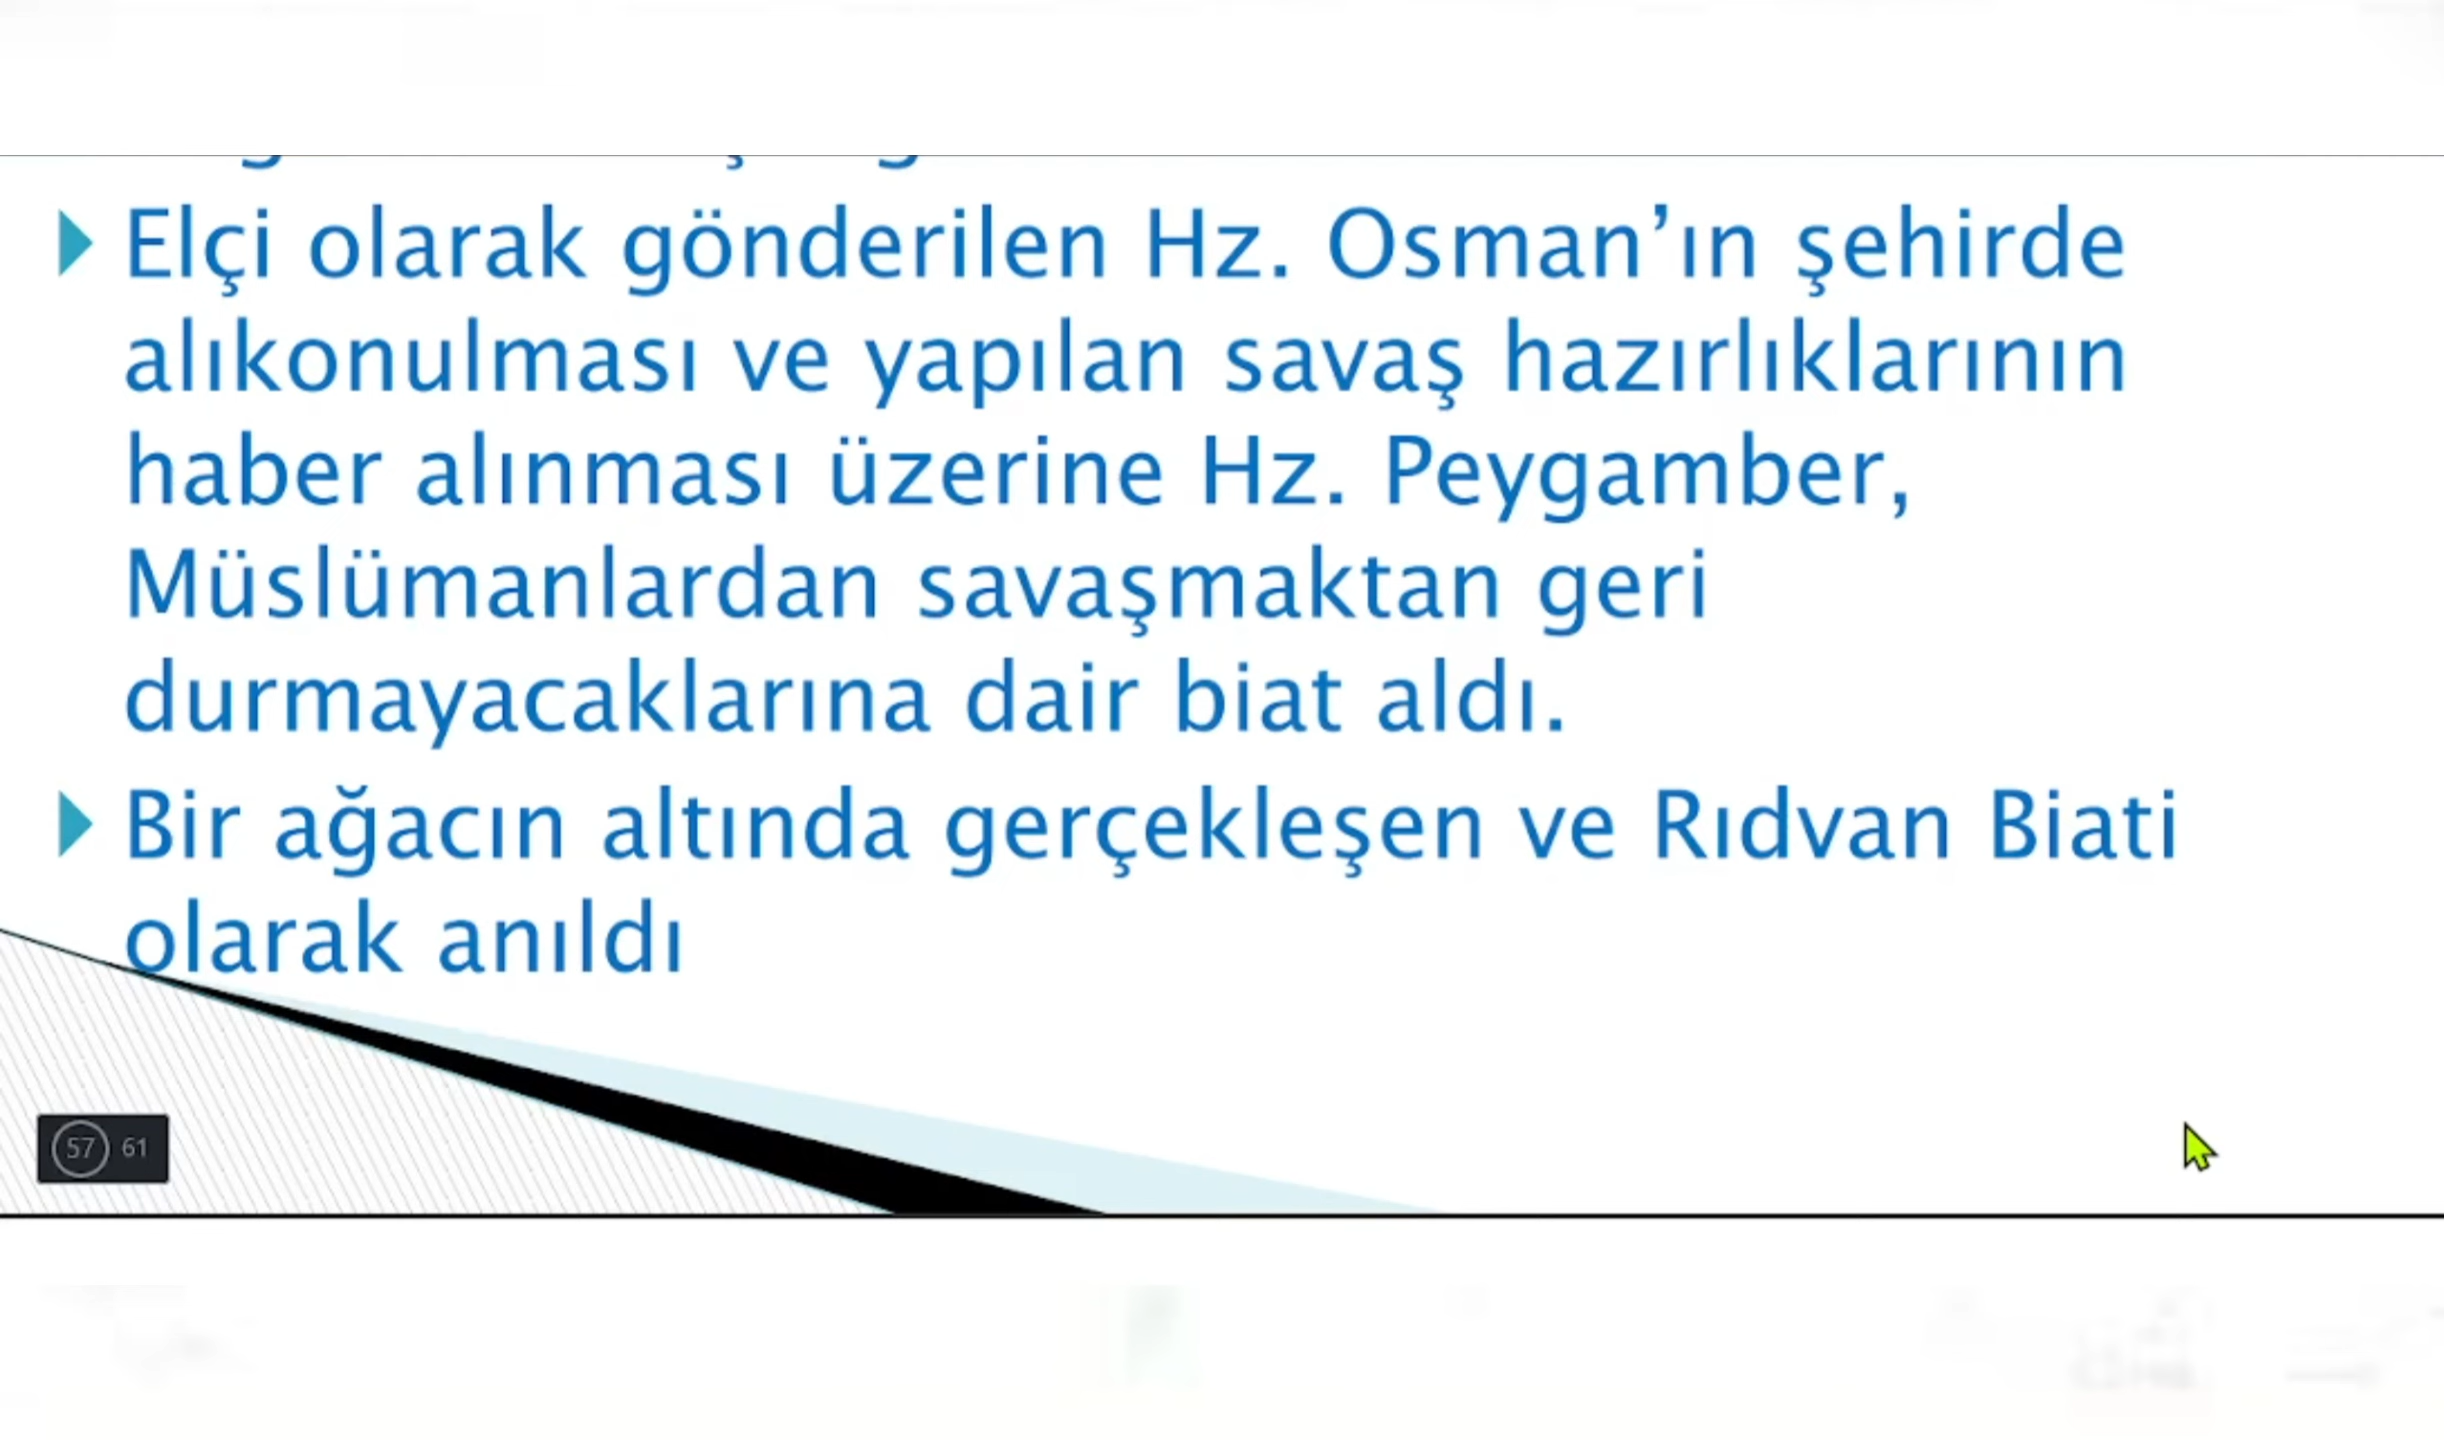 Elçi olarak gönderilen Hz. Osman’ın şehirde
alıkonulması ve yapılan savaş hazırlıklarının
haber alınması üzerine Hz. Peygamber,
Müslümanlardan savaşmaktan geri
durmayacaklarına dair biat aldı.
Bir ağacın altında gerçekleşen ve Rıdvan Biati
olarak anıldı
57 61